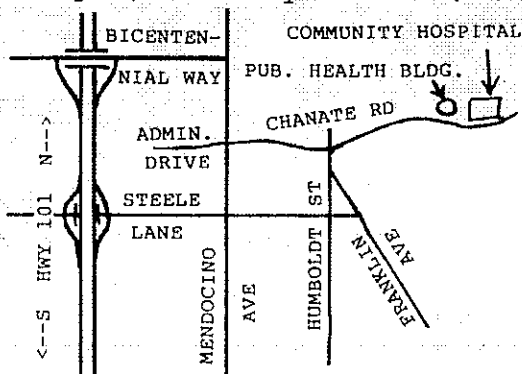 BICENTEN-
NIAL WAY
COMMUNITY HOSPITAL
PUB. HEALTH BLDG.
CHANATE RD
ADMIN.
DRIVE
STEELE
LANE
<--S HWY 101 N-->
MENDOCINO
AVE
HUMBOLDT ST
FRANKLIN
AVE